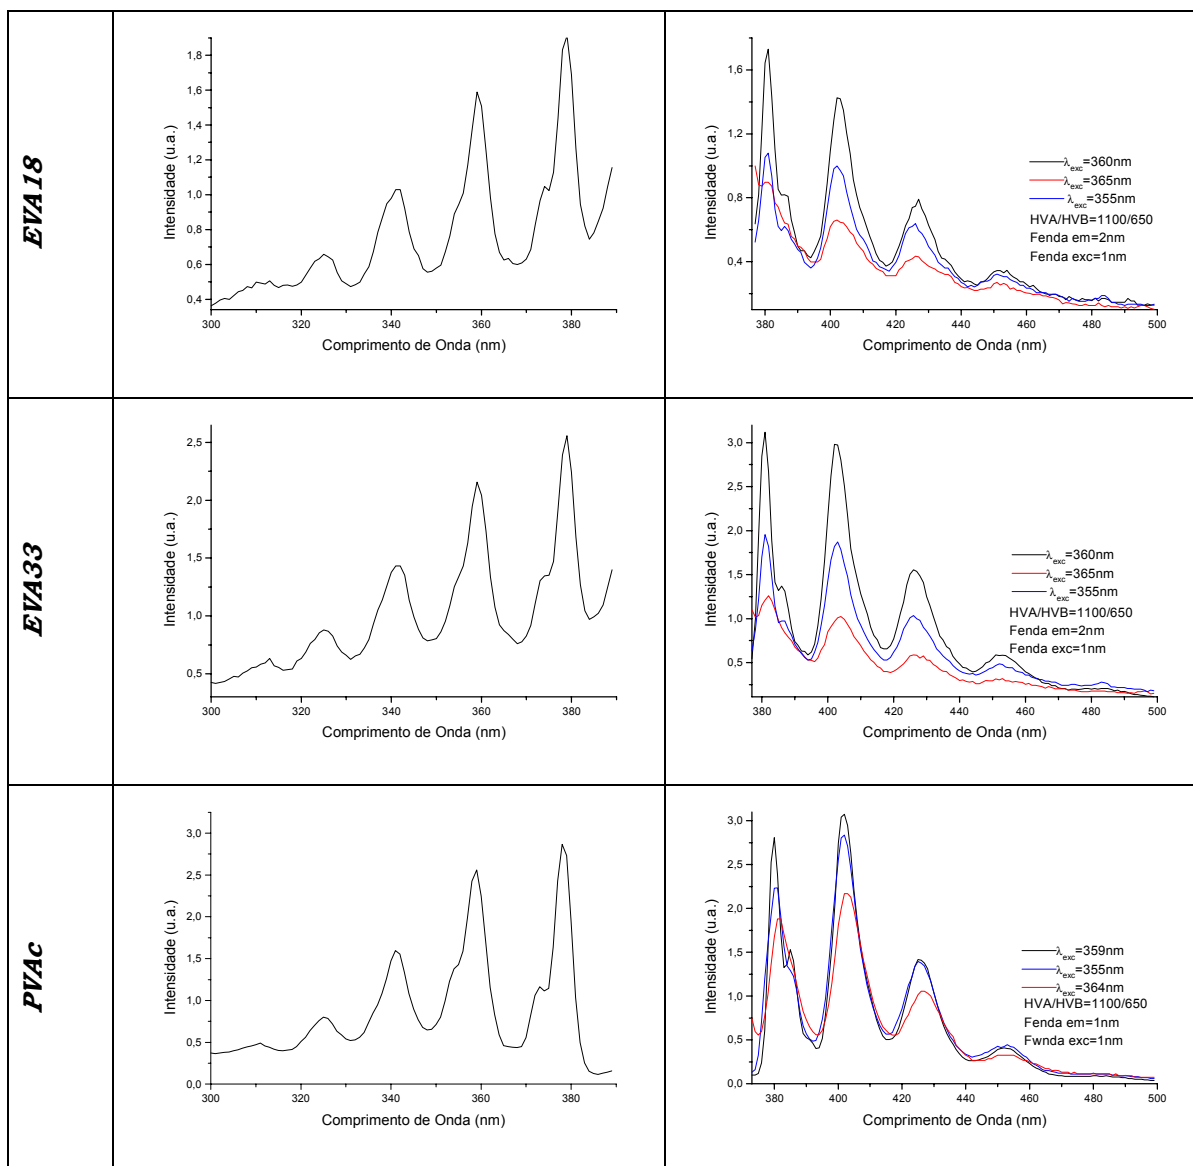 EVA18
Intensidade (u.a.)
1,8
1,6
1,4
1,2
1,0
0,8
0,6
0,4
300 320 340 360 380
Comprimento de Onda (nm)
Intensidade (u.a.)
1,6
1,2
0,8
0,4
λexc=360nm
λexc=365nm
λexc=355nm
HVA/HVB=1100/650
Fenda em=2nm
Fenda exc=1nm
380 400 420 440 460 480 500
Comprimento de Onda (nm)
EVA33
Intensidade (u.a.)
2,5
2,0
1,5
1,0
0,5
300 320 340 360 380
Comprimento de Onda (nm)
Intensidade (u.a.)
3,0
2,5
2,0
1,5
1,0
0,5
λexc=360nm
λexc=365nm
λexc=355nm
HVA/HVB=1100/650
Fenda em=2nm
Fenda exc=1nm
380 400 420 440 460 480 500
Comprimento de Onda (nm)
PVAc
Intensidade (u.a.)
3,0
2,5
2,0
1,5
1,0
0,5
0,0
300 320 340 360 380
Comprimento de Onda (nm)
Intensidade (u.a.)
3,0
2,5
2,0
1,5
1,0
0,5
0,0
λexc=359nm
λexc=355nm
λexc=364nm
HVA/HVB=1100/650
Fenda em=1nm
Fwnda exc=1nm
380 400 420 440 460 480 500
Comprimento de Onda (nm)